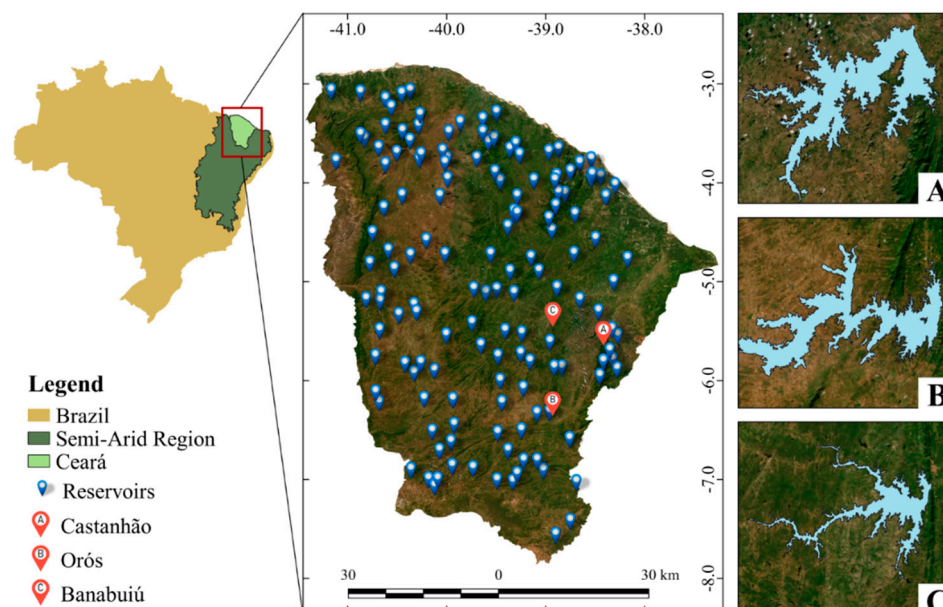 -41.0 -40.0 -39.0 -38.2
-3.0
-4.0
-5.0
-6.0
-7.0
-8.0
A
B
C
C
A
B
Legend
Brazil
Semi-Arid Region
Ceará
Reservoirs
A Castanhão
B Orós
C Banabuiú
30 0 30 km